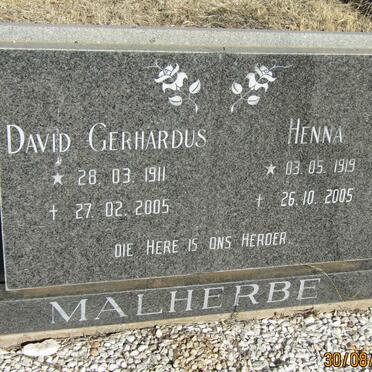 DAVID GERHARDUS
★ 28. 03. 1911
† 27. 02. 2005
HENNA
★ 03. 05. 1919
† 26. 10. 2005
DIE HERE IS ONS HERDER.
MALHERBE
30/08/